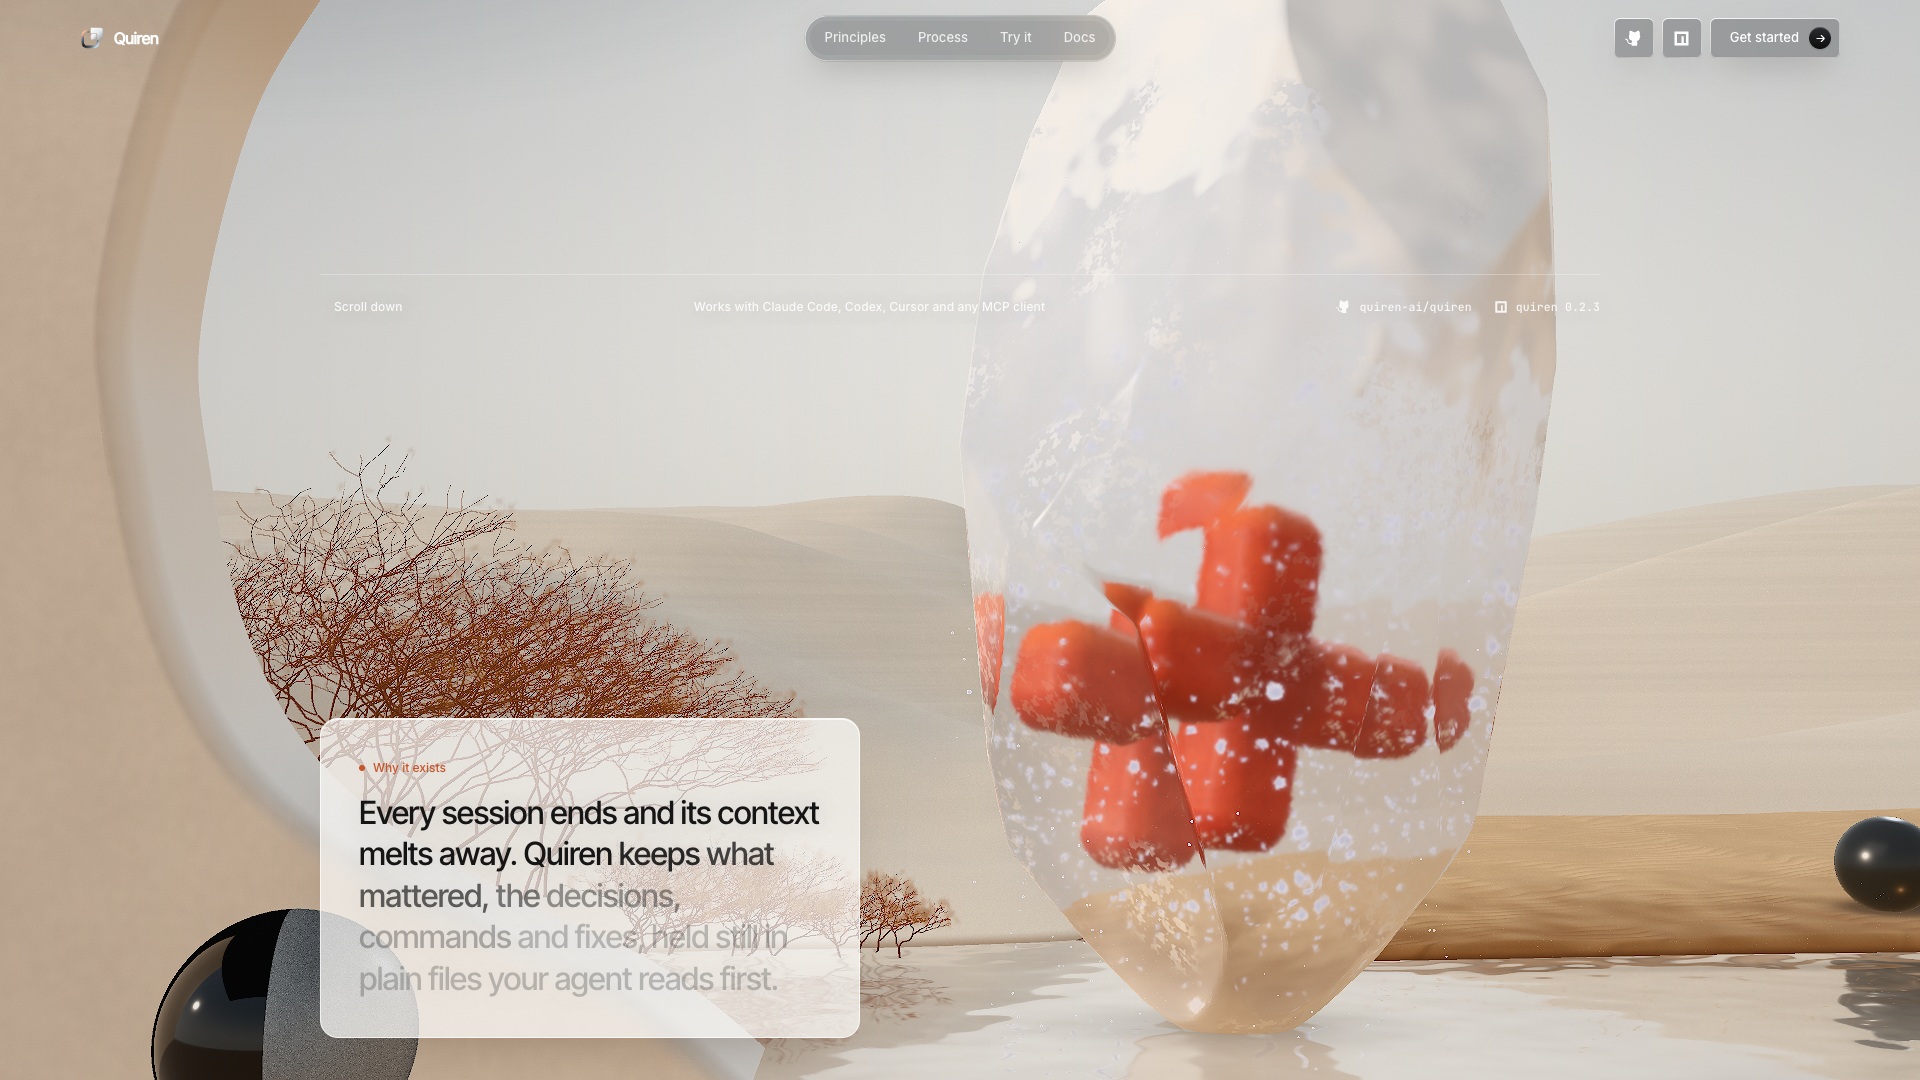 Quiren
Principles Process Try it Docs
Get started
Scroll down
Works with Claude Code, Codex, Cursor and any MCP client
quiren-ai/quiren quiren 0.2.3
Why it exists
Every session ends and its context
melts away. Quiren keeps what
mattered, the decisions,
commands and fixes, held still in
plain files your agent reads first.